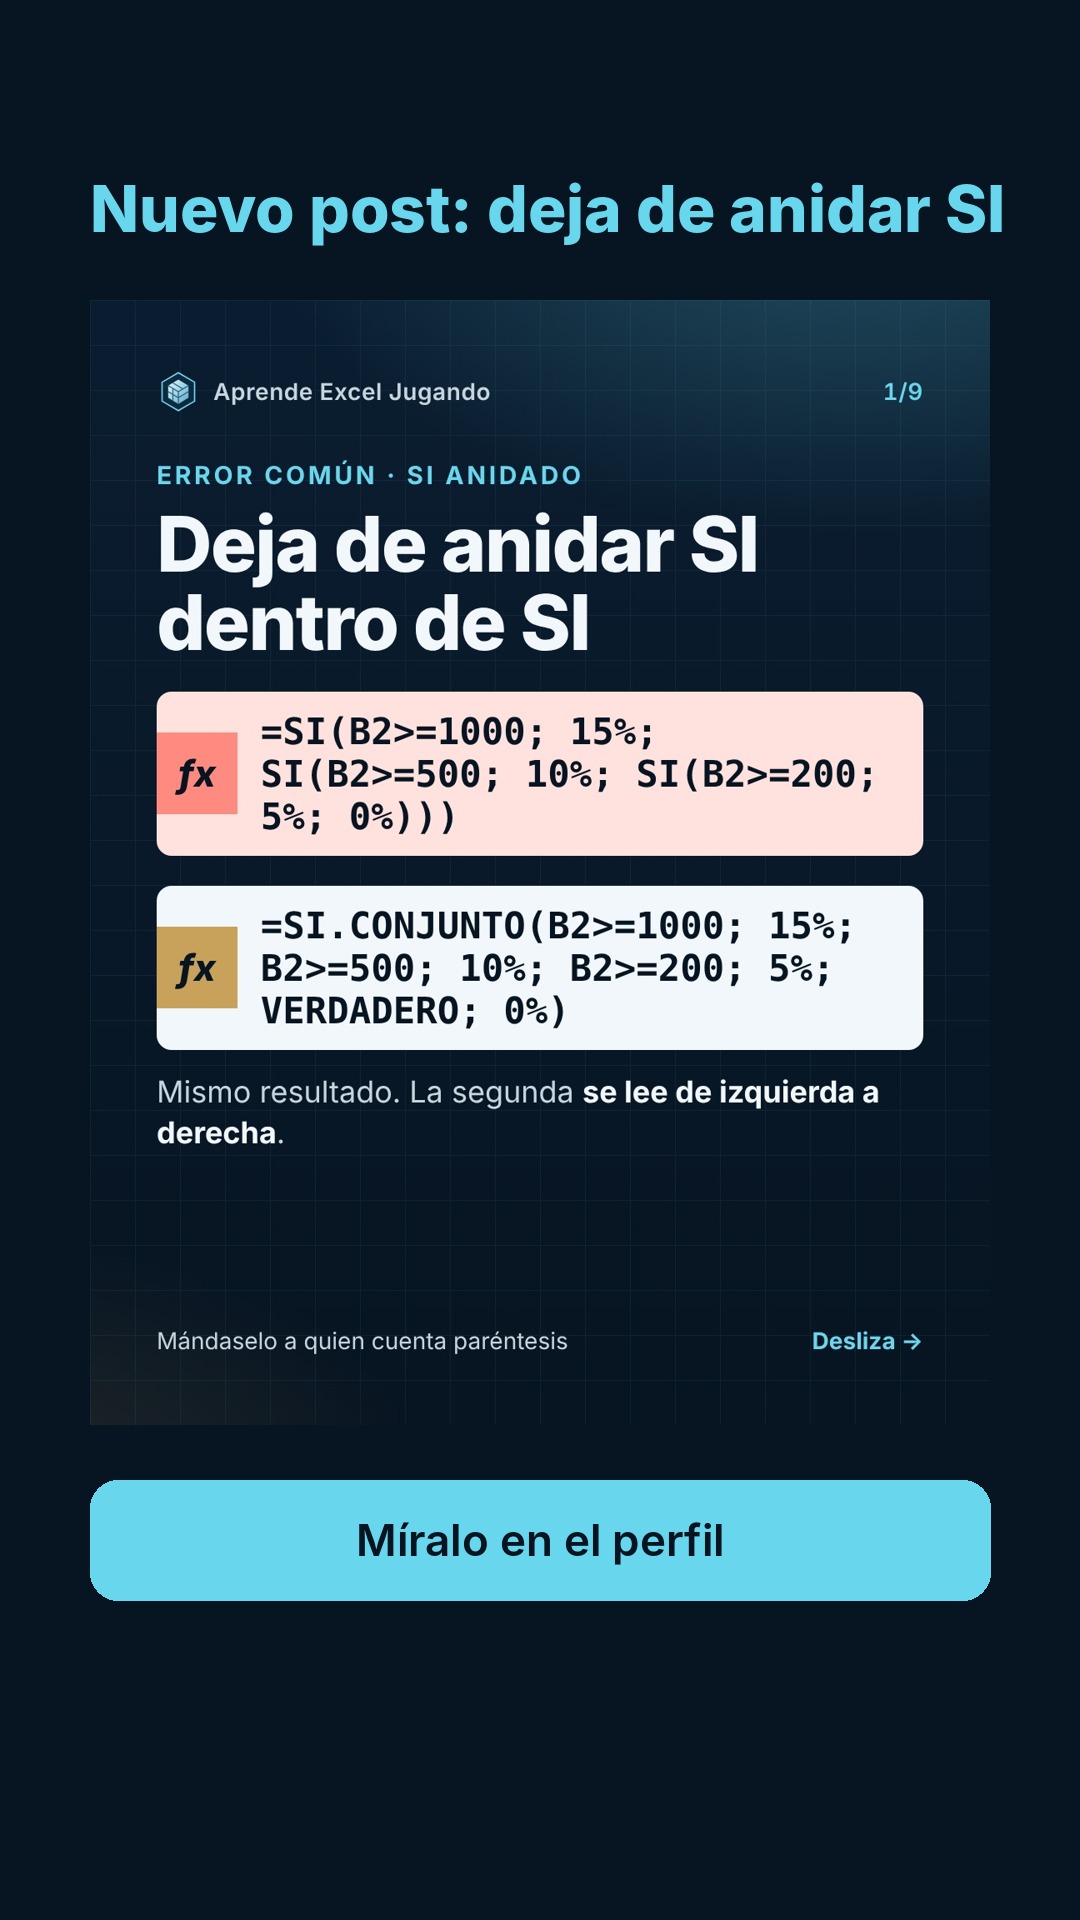 Nuevo post: deja de anidar SI
Aprende Excel Jugando
1/9
ERROR COMÚN · SI ANIDADO
Deja de anidar SI
dentro de SI
fx
=SI(B2>=1000; 15%;
SI(B2>=500; 10%; SI(B2>=200;
5%; 0%)))
fx
=SI.CONJUNTO(B2>=1000; 15%;
B2>=500; 10%; B2>=200; 5%;
VERDADERO; 0%)
Mismo resultado. La segunda se lee de izquierda a
derecha.
Mándaselo a quien cuenta paréntesis
Desliza →
Míralo en el perfil